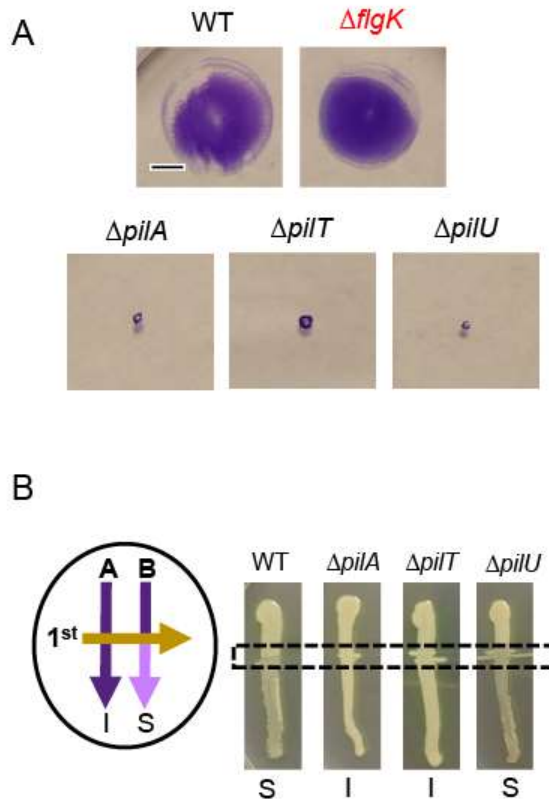 A
WT ΔflgK
ΔpilA ΔpilT ΔpilU
B
WT ΔpilA ΔpilT ΔpilU
A B
1st
I S
S I I S